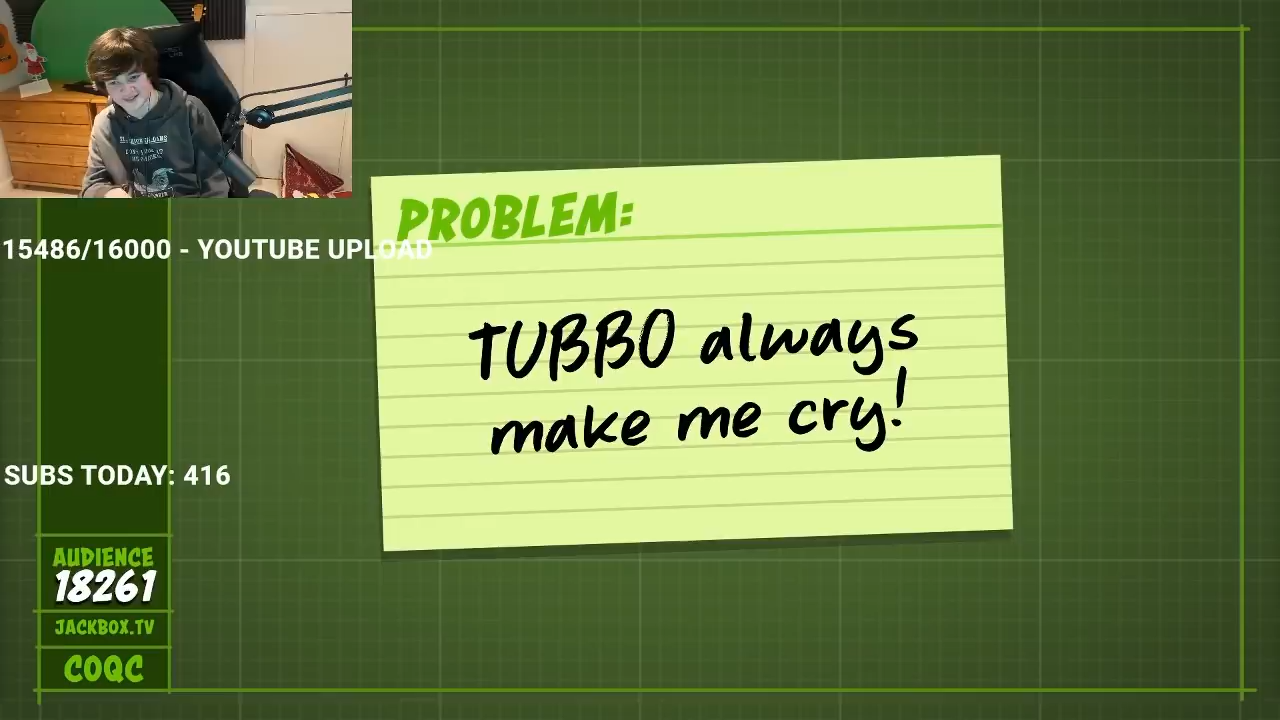 PROBLEM:
15486/16000 - YOUTUBE UPLOAD
TUBBO always
make me cry!
SUBS TODAY: 416
AUDIENCE
18261
JACKBOX.TV
COQC